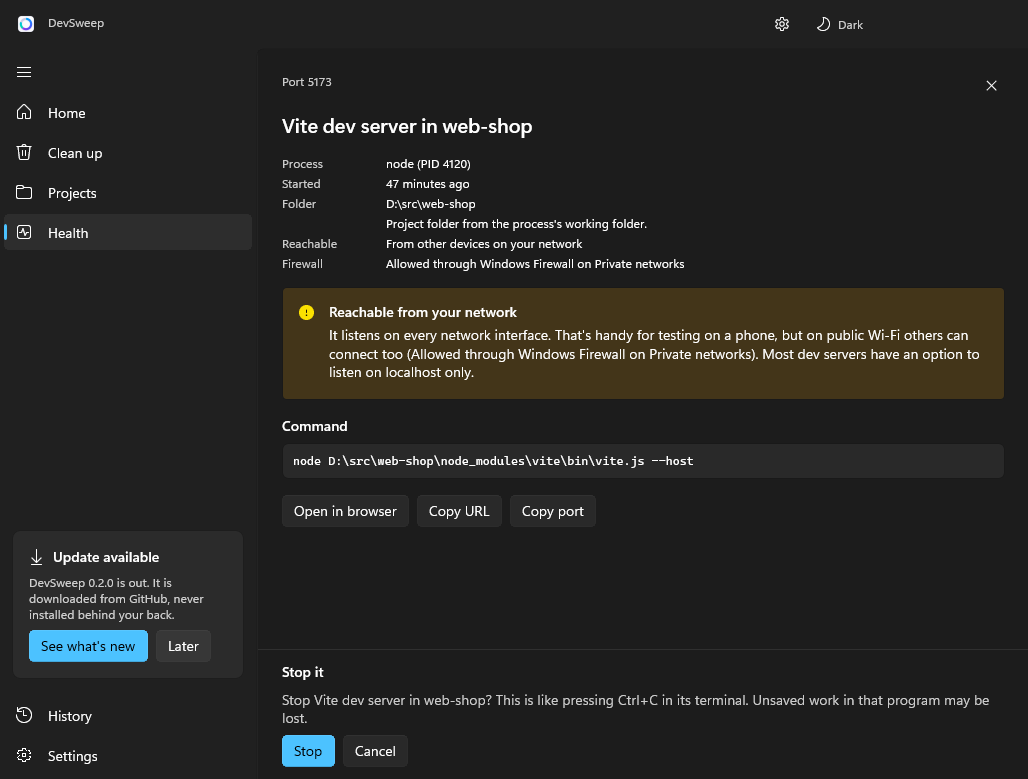 DevSweep
Dark
Home
Clean up
Projects
Health
Port 5173
Vite dev server in web-shop
Process node (PID 4120)
Started 47 minutes ago
Folder D:\src\web-shop
Project folder from the process's working folder.
Reachable From other devices on your network
Firewall Allowed through Windows Firewall on Private networks
Reachable from your network
It listens on every network interface. That's handy for testing on a phone, but on public Wi-Fi others can
connect too (Allowed through Windows Firewall on Private networks). Most dev servers have an option to
listen on localhost only.
Command
node D:\src\web-shop\node_modules\vite\bin\vite.js --host
Open in browser Copy URL Copy port
Update available
DevSweep 0.2.0 is out. It is
downloaded from GitHub, never
installed behind your back.
See what's new Later
History
Settings
Stop it
Stop Vite dev server in web-shop? This is like pressing Ctrl+C in its terminal. Unsaved work in that program may be
lost.
Stop Cancel